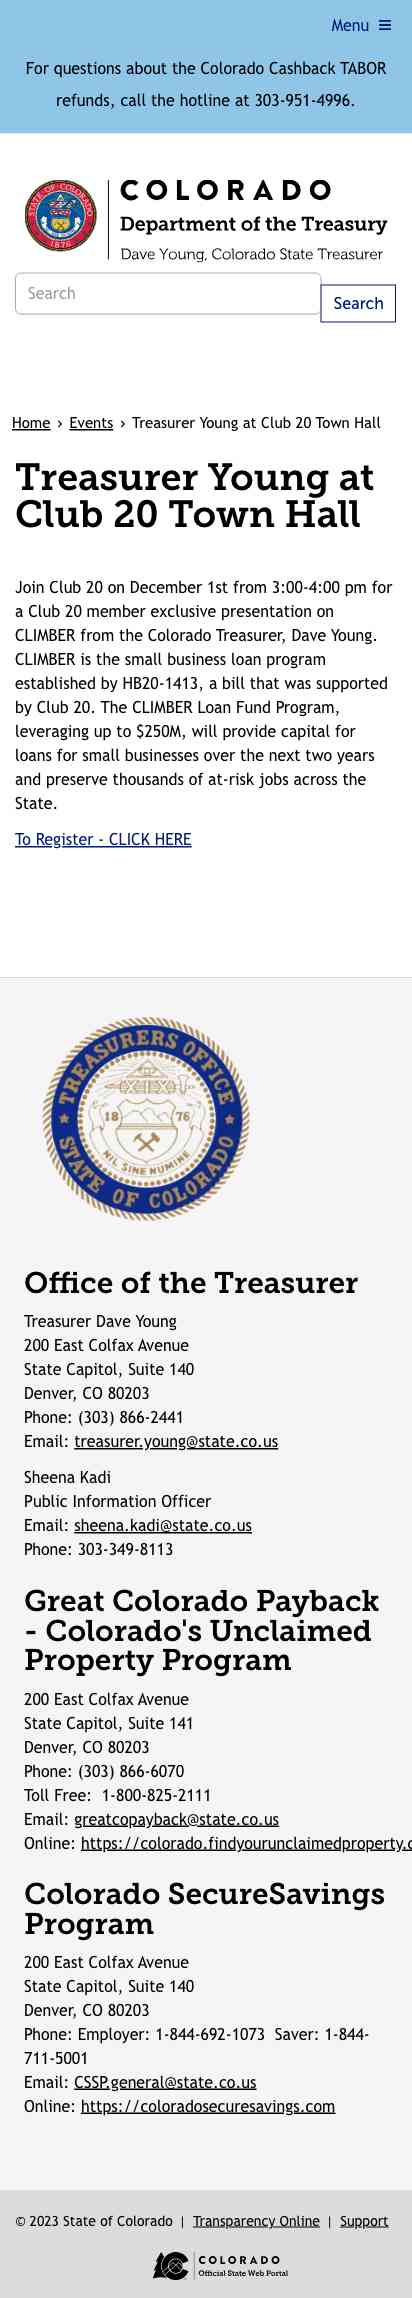 Menu
For questions about the Colorado Cashback TABOR
refunds, call the hotline at 303-951-4996.
STATE OF COLORADO
1876
COLORADO
Department of the Treasury
Dave Young, Colorado State Treasurer
Search
Search
Home › Events › Treasurer Young at Club 20 Town Hall
Treasurer Young at
Club 20 Town Hall
Join Club 20 on December 1st from 3:00-4:00 pm for
a Club 20 member exclusive presentation on
CLIMBER from the Colorado Treasurer, Dave Young.
CLIMBER is the small business loan program
established by HB20-1413, a bill that was supported
by Club 20. The CLIMBER Loan Fund Program,
leveraging up to $250M, will provide capital for
loans for small businesses over the next two years
and preserve thousands of at-risk jobs across the
State.
To Register - CLICK HERE
TREASURERS OFFICE
18 76
NIL SINE NUMINE
STATE OF COLORADO
Office of the Treasurer
Treasurer Dave Young
200 East Colfax Avenue
State Capitol, Suite 140
Denver, CO 80203
Phone: (303) 866-2441
Email: treasurer.young@state.co.us
Sheena Kadi
Public Information Officer
Email: sheena.kadi@state.co.us
Phone: 303-349-8113
Great Colorado Payback
- Colorado's Unclaimed
Property Program
200 East Colfax Avenue
State Capitol, Suite 141
Denver, CO 80203
Phone: (303) 866-6070
Toll Free:  1-800-825-2111
Email: greatcopayback@state.co.us
Online: https://colorado.findyourunclaimedproperty.c
Colorado SecureSavings
Program
200 East Colfax Avenue
State Capitol, Suite 140
Denver, CO 80203
Phone: Employer: 1-844-692-1073  Saver: 1-844-
711-5001
Email: CSSP.general@state.co.us
Online: https://coloradosecuresavings.com
© 2023 State of Colorado | Transparency Online | Support
COLORADO
Official State Web Portal